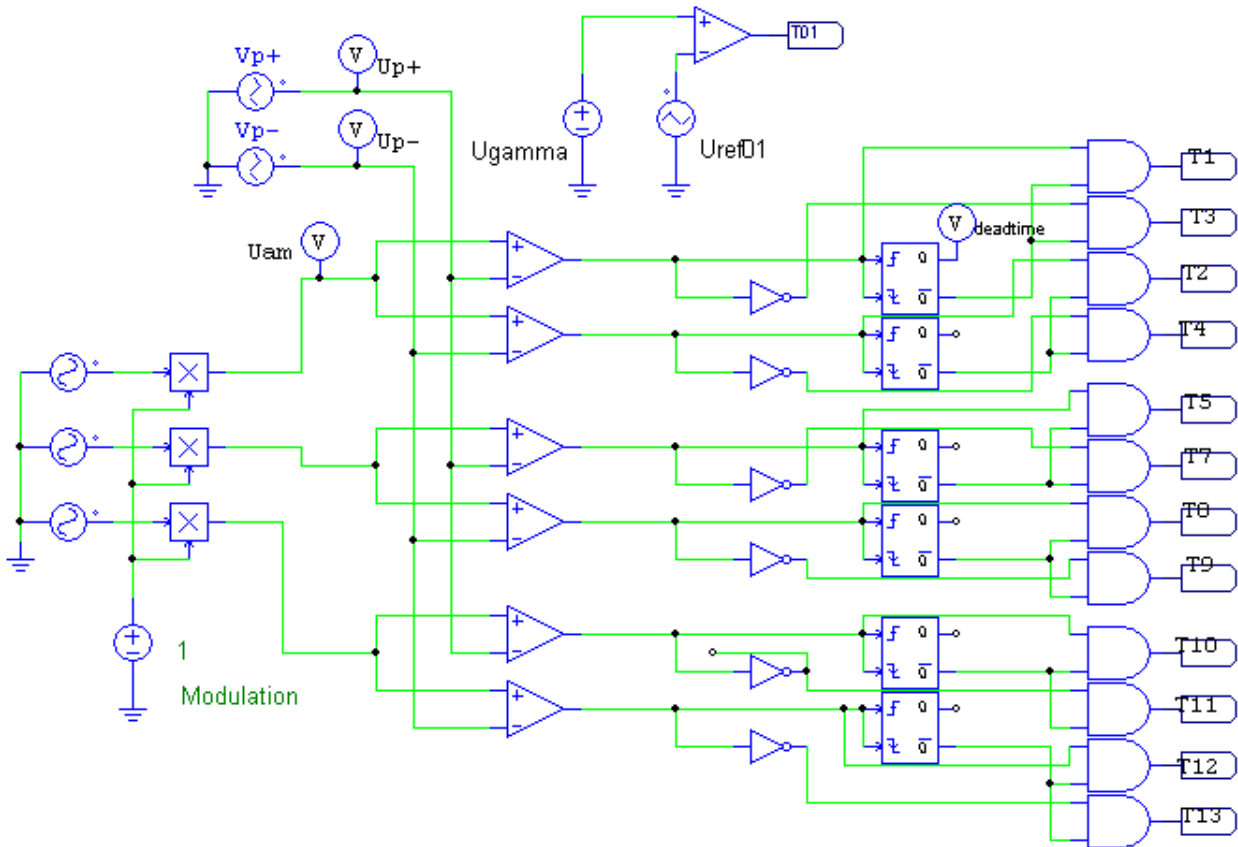 T01
Vp+
V
Up+
Vp-
V
Up-
Ugamma
Uref01
T1
T3
V
deadtime
Uam
V
T2
T4
T5
T7
T8
T9
1
Modulation
T10
T11
T12
T13
Q
Q
Q
Q
Q
Q
Q
Q
Q
Q
Q
Q